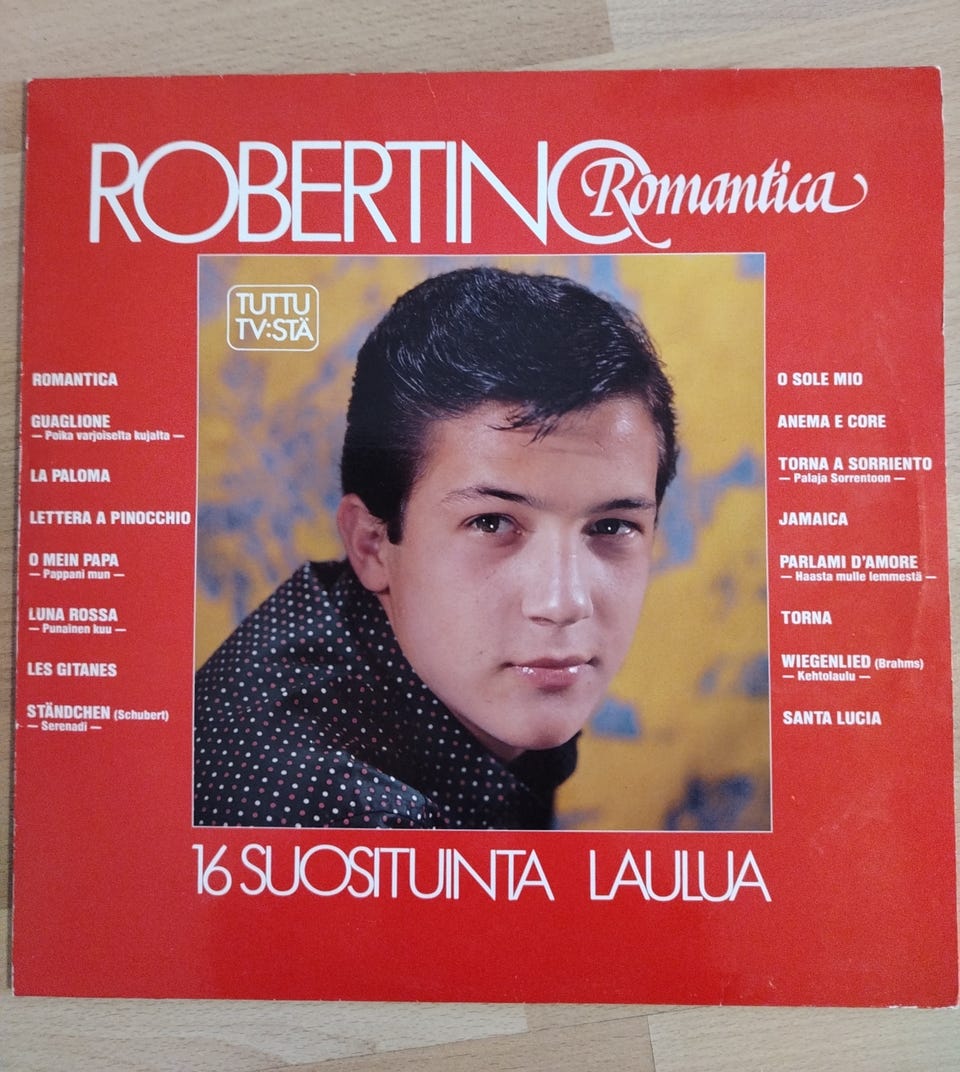 ROBERTINO Romantica
TUTTU
TV:STÄ
ROMANTICA
GUAGLIONE
— Poika varjoiselta kujalta —
LA PALOMA
LETTERA A PINOCCHIO
O MEIN PAPA
— Pappani mun —
LUNA ROSSA
— Punainen kuu —
LES GITANES
STÄNDCHEN (Schubert)
— Serenadi —
O SOLE MIO
ANEMA E CORE
TORNA A SORRIENTO
— Palaja Sorrentoon —
JAMAICA
PARLAMI D'AMORE
— Haasta mulle lemmestä —
TORNA
WIEGENLIED (Brahms)
— Kehtolaulu —
SANTA LUCIA
16 SUOSITUINTA LAULUA